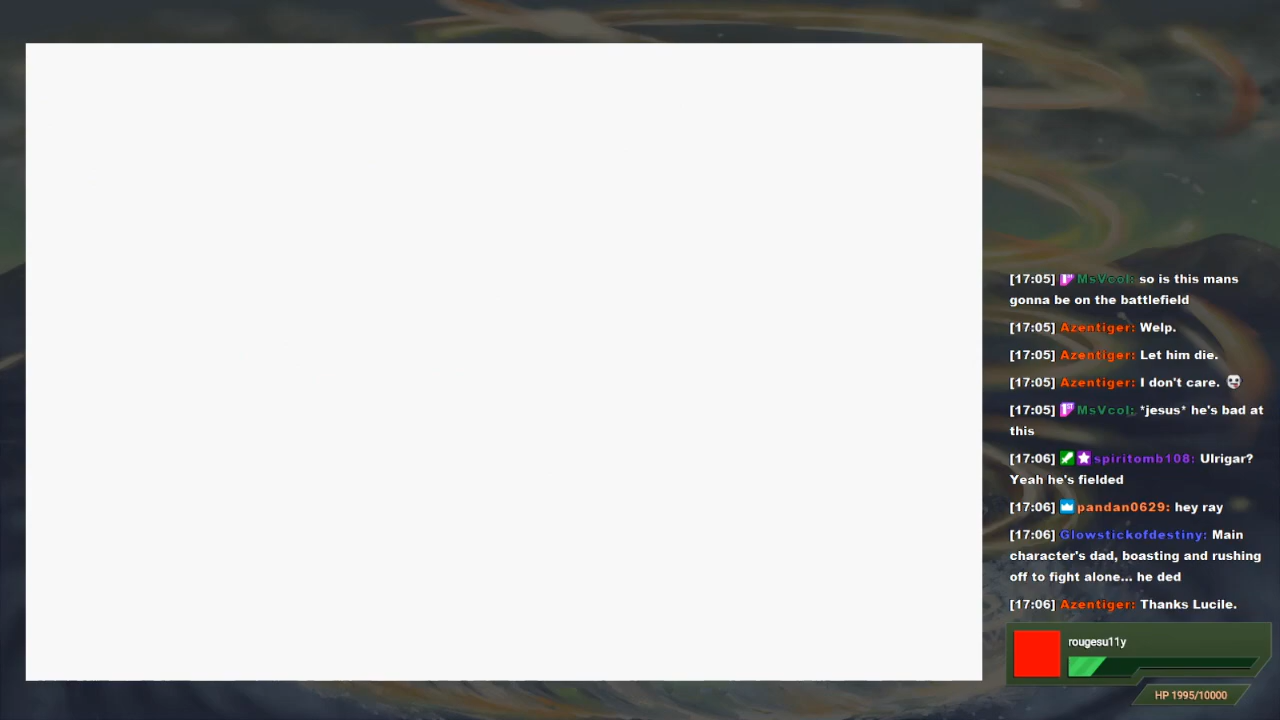 [17:05] MsVcol: so is this mans
gonna be on the battlefield
[17:05] Azentiger: Welp.
[17:05] Azentiger: Let him die.
[17:05] Azentiger: I don't care.
[17:05] MsVcol: *jesus* he's bad at
this
[17:06] spiritomb108: Ulrigar?
Yeah he's fielded
[17:06] pandan0629: hey ray
[17:06] Glowstickofdestiny: Main
character's dad, boasting and rushing
off to fight alone... he ded
[17:06] Azentiger: Thanks Lucile.
rougesu11y
HP 1995/10000